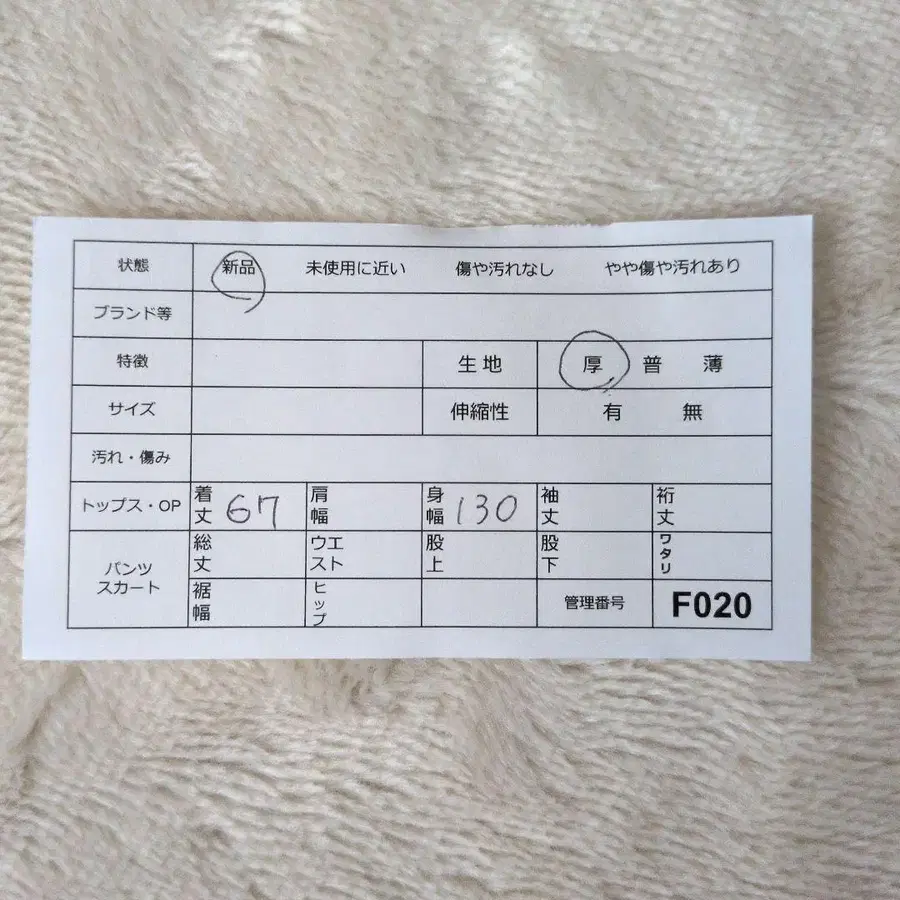 状態 新品 未使用に近い 傷や汚れなし やや傷や汚れあり
ブランド等
特徴 生地 厚 普 薄
サイズ 伸縮性 有 無
汚れ・傷み
トップス・OP 着丈 67 肩幅 身幅 130 袖丈 裄丈
パンツ スカート 総丈 ウエスト 股上 股下 ワタリ
裾幅 ヒップ 管理番号 F020